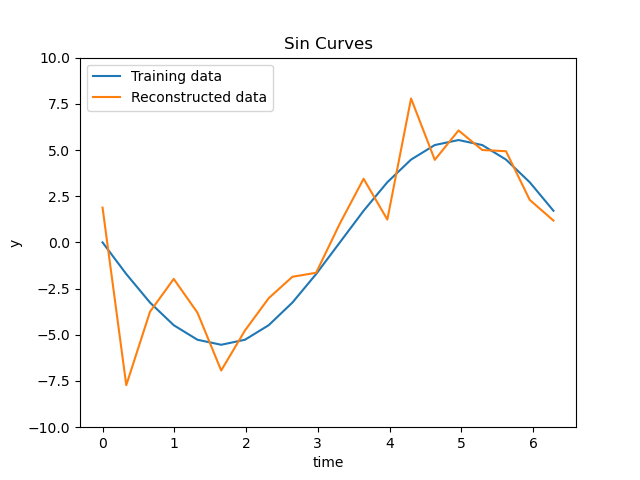 Sin Curves
Training data
Reconstructed data
10.0
7.5
5.0
2.5
0.0
−2.5
−5.0
−7.5
−10.0
y
0 1 2 3 4 5 6
time